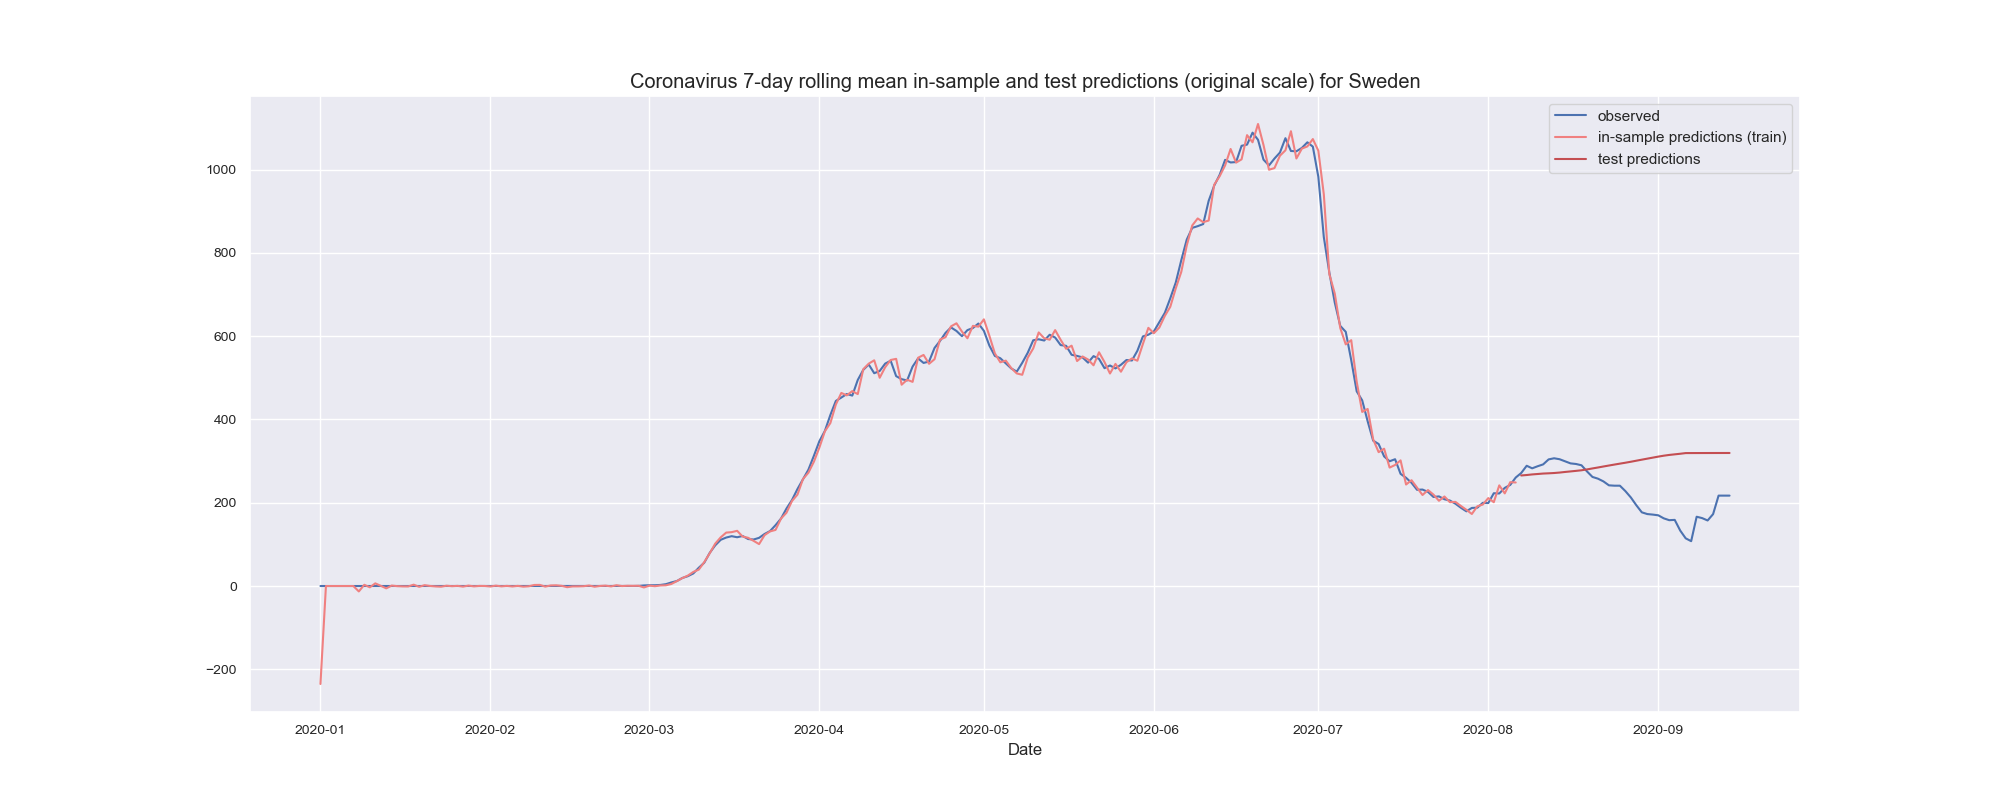 Coronavirus 7-day rolling mean in-sample and test predictions (original scale) for Sweden
observed
in-sample predictions (train)
test predictions
1000
800
600
400
200
0
−200
2020-01 2020-02 2020-03 2020-04 2020-05 2020-06 2020-07 2020-08 2020-09
Date